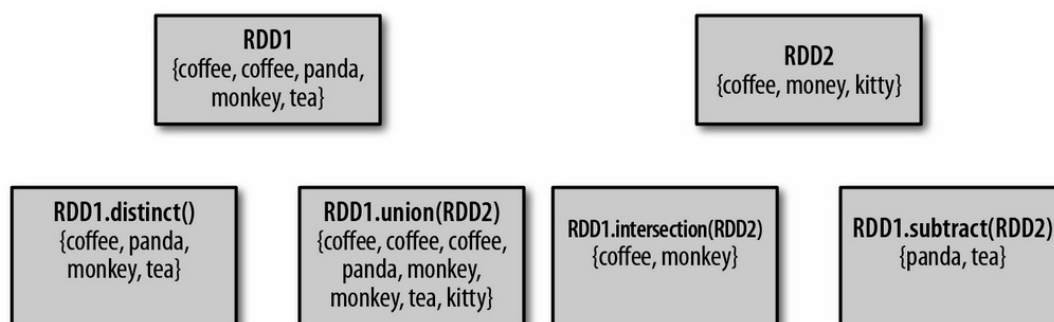 RDD1
{coffee, coffee, panda,
monkey, tea}
RDD2
{coffee, money, kitty}
RDD1.distinct()
{coffee, panda,
monkey, tea}
RDD1.union(RDD2)
{coffee, coffee, coffee,
panda, monkey,
monkey, tea, kitty}
RDD1.intersection(RDD2)
{coffee, monkey}
RDD1.subtract(RDD2)
{panda, tea}